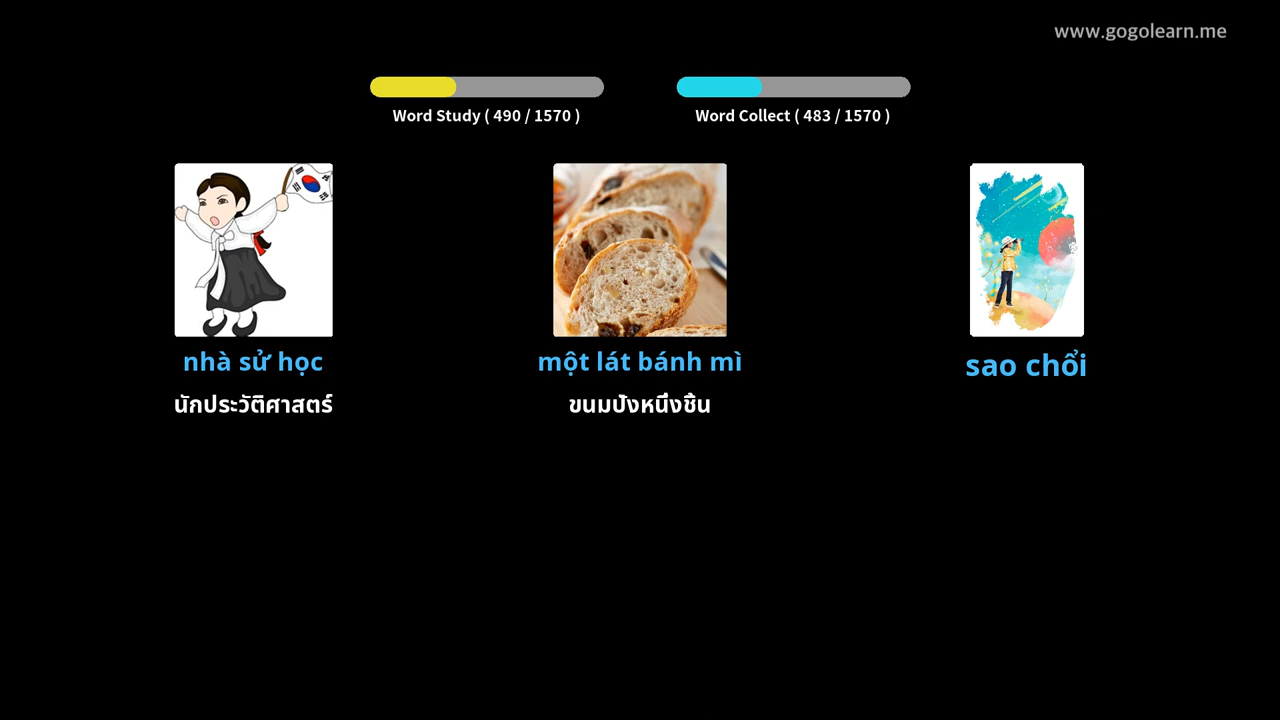 www.gogolearn.me
Word Study ( 490 / 1570 )
Word Collect ( 483 / 1570 )
nhà sử học
một lát bánh mì
sao chổi
นักประวัติศาสตร์
ขนมปังหนึ่งชิ้น